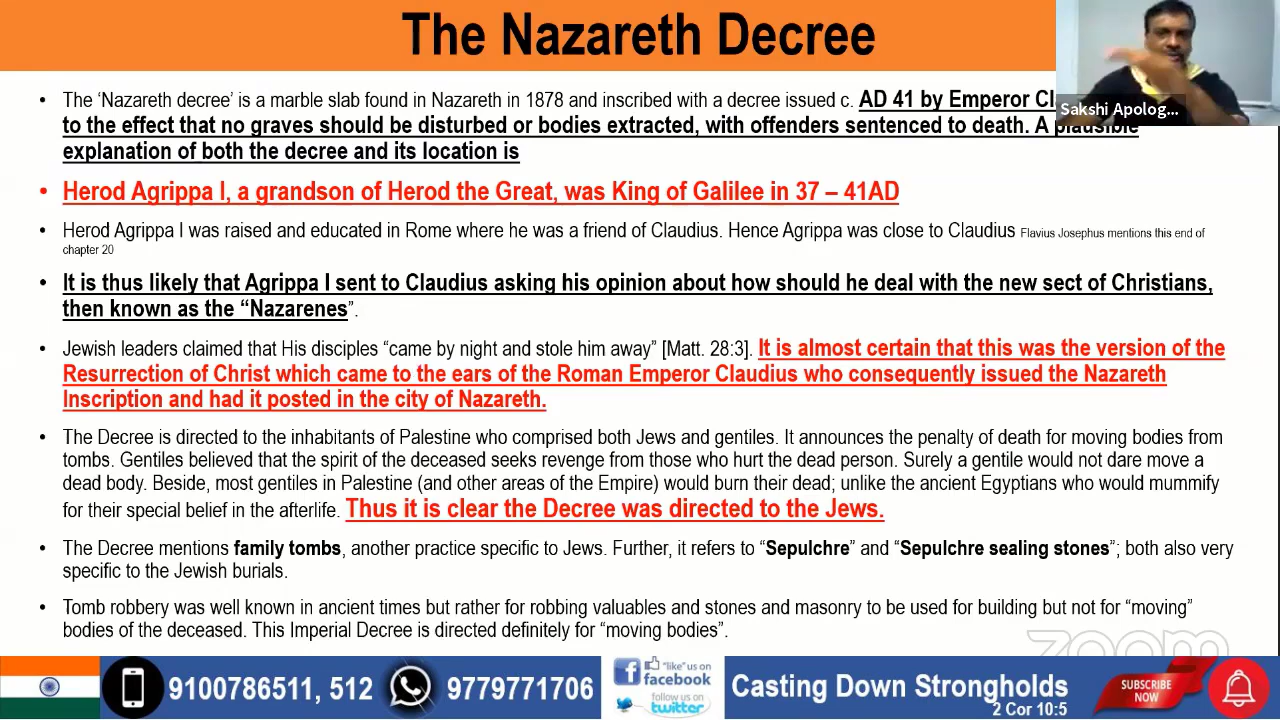 The Nazareth Decree
Sakshi Apolog...
• The ‘Nazareth decree’ is a marble slab found in Nazareth in 1878 and inscribed with a decree issued c. AD 41 by Emperor
to the effect that no graves should be disturbed or bodies extracted, with offenders sentenced to death. A plausible
explanation of both the decree and its location is
• Herod Agrippa I, a grandson of Herod the Great, was King of Galilee in 37 – 41AD
• Herod Agrippa I was raised and educated in Rome where he was a friend of Claudius. Hence Agrippa was close to Claudius Flavius Josephus mentions this end of
chapter 20
• It is thus likely that Agrippa I sent to Claudius asking his opinion about how should he deal with the new sect of Christians,
then known as the “Nazarenes”.
• Jewish leaders claimed that His disciples “came by night and stole him away” [Matt. 28:3]. It is almost certain that this was the version of the
Resurrection of Christ which came to the ears of the Roman Emperor Claudius who consequently issued the Nazareth
Inscription and had it posted in the city of Nazareth.
• The Decree is directed to the inhabitants of Palestine who comprised both Jews and gentiles. It announces the penalty of death for moving bodies from
tombs. Gentiles believed that the spirit of the deceased seeks revenge from those who hurt the dead person. Surely a gentile would not dare move a
dead body. Beside, most gentiles in Palestine (and other areas of the Empire) would burn their dead; unlike the ancient Egyptians who would mummify
for their special belief in the afterlife. Thus it is clear the Decree was directed to the Jews.
• The Decree mentions family tombs, another practice specific to Jews. Further, it refers to “Sepulchre” and “Sepulchre sealing stones”; both also very
specific to the Jewish burials.
• Tomb robbery was well known in ancient times but rather for robbing valuables and stones and masonry to be used for building but not for “moving”
bodies of the deceased. This Imperial Decree is directed definitely for “moving bodies”.
zoom
9100786511, 512
9779771706
“like” us on
facebook
follow us on
twitter
Casting Down Strongholds
2 Cor 10:5
SUBSCRIBE
NOW